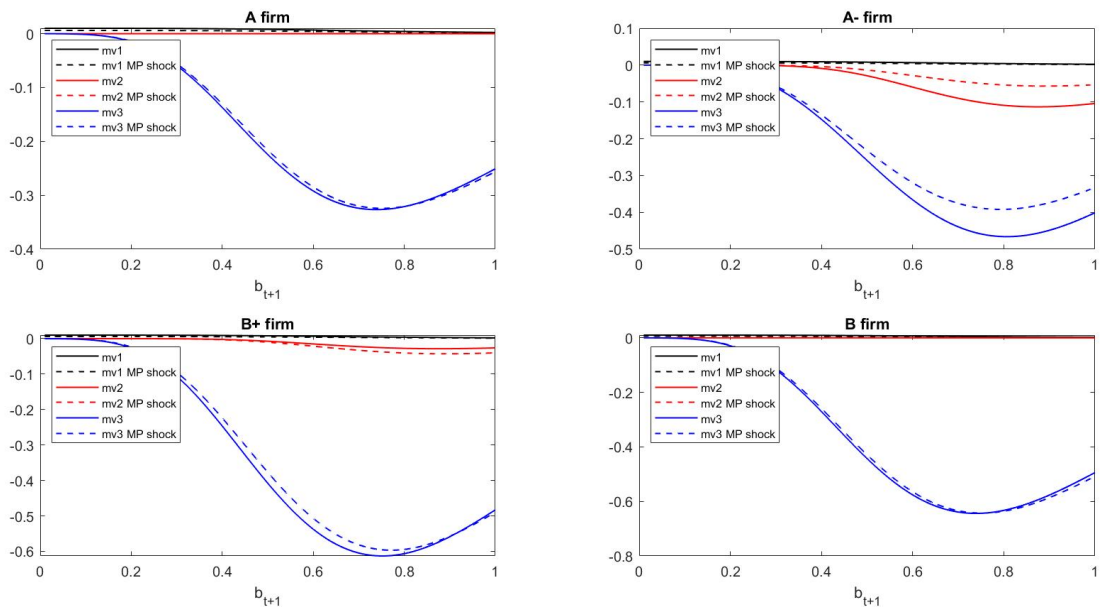 A firm
0
-0.1
-0.2
-0.3
-0.4
mv1
mv1 MP shock
mv2
mv2 MP shock
mv3
mv3 MP shock
0 0.2 0.4 0.6 0.8 1
b_{t+1}
A- firm
0.1
0
-0.1
-0.2
-0.3
-0.4
-0.5
mv1
mv1 MP shock
mv2
mv2 MP shock
mv3
mv3 MP shock
0 0.2 0.4 0.6 0.8 1
b_{t+1}
B+ firm
0
-0.1
-0.2
-0.3
-0.4
-0.5
-0.6
mv1
mv1 MP shock
mv2
mv2 MP shock
mv3
mv3 MP shock
0 0.2 0.4 0.6 0.8 1
b_{t+1}
B firm
0
-0.2
-0.4
-0.6
-0.8
mv1
mv1 MP shock
mv2
mv2 MP shock
mv3
mv3 MP shock
0 0.2 0.4 0.6 0.8 1
b_{t+1}